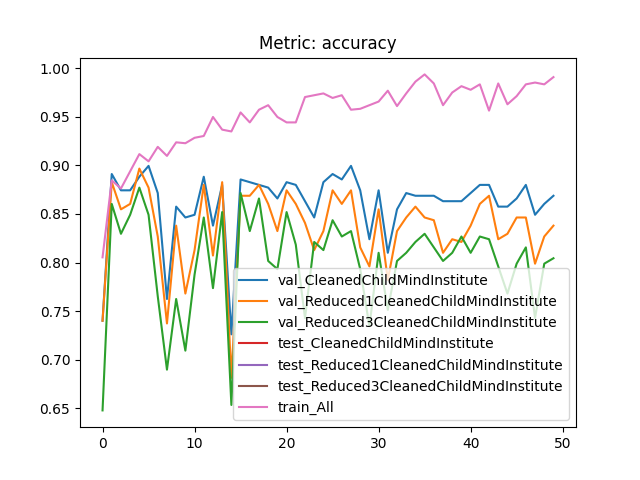 Metric: accuracy
1.00
0.95
0.90
0.85
0.80
0.75
0.70
0.65
val_CleanedChildMindInstitute
val_Reduced1CleanedChildMindInstitute
val_Reduced3CleanedChildMindInstitute
test_CleanedChildMindInstitute
test_Reduced1CleanedChildMindInstitute
test_Reduced3CleanedChildMindInstitute
train_All
0 10 20 30 40 50